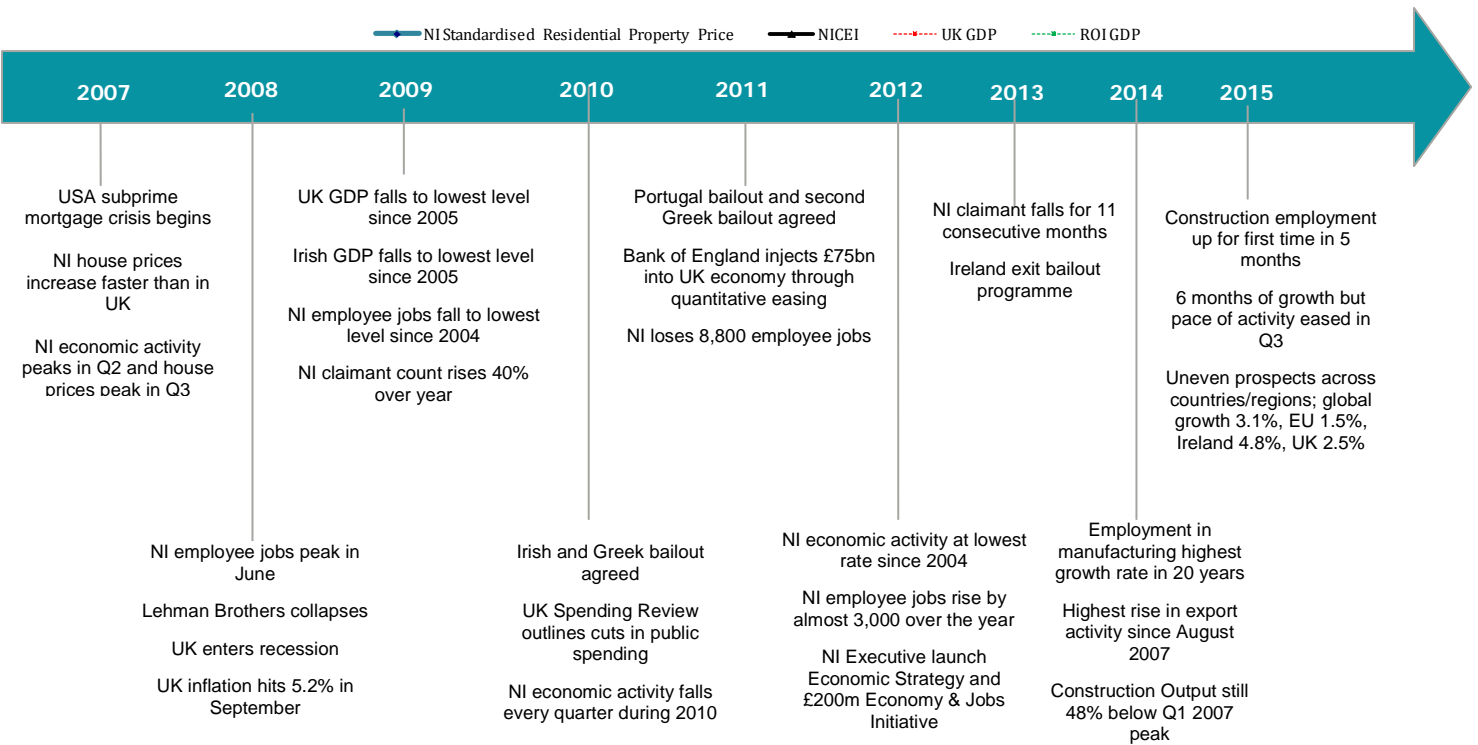 NI Standardised Residential Property Price NICEI UK GDP ROI GDP
2007 2008 2009 2010 2011 2012 2013 2014 2015
USA subprime
mortgage crisis begins
NI house prices
increase faster than in
UK
NI economic activity
peaks in Q2 and house
prices peak in Q3
NI employee jobs peak in
June
Lehman Brothers collapses
UK enters recession
UK inflation hits 5.2% in
September
UK GDP falls to lowest level
since 2005
Irish GDP falls to lowest level
since 2005
NI employee jobs fall to lowest
level since 2004
NI claimant count rises 40%
over year
Irish and Greek bailout
agreed
UK Spending Review
outlines cuts in public
spending
NI economic activity falls
every quarter during 2010
Portugal bailout and second
Greek bailout agreed
Bank of England injects £75bn
into UK economy through
quantitative easing
NI loses 8,800 employee jobs
NI economic activity at lowest
rate since 2004
NI employee jobs rise by
almost 3,000 over the year
NI Executive launch
Economic Strategy and
£200m Economy & Jobs
Initiative
NI claimant falls for 11
consecutive months
Ireland exit bailout
programme
Employment in
manufacturing highest
growth rate in 20 years
Highest rise in export
activity since August
2007
Construction Output still
48% below Q1 2007
peak
Construction employment
up for first time in 5
months
6 months of growth but
pace of activity eased in
Q3
Uneven prospects across
countries/regions; global
growth 3.1%, EU 1.5%,
Ireland 4.8%, UK 2.5%